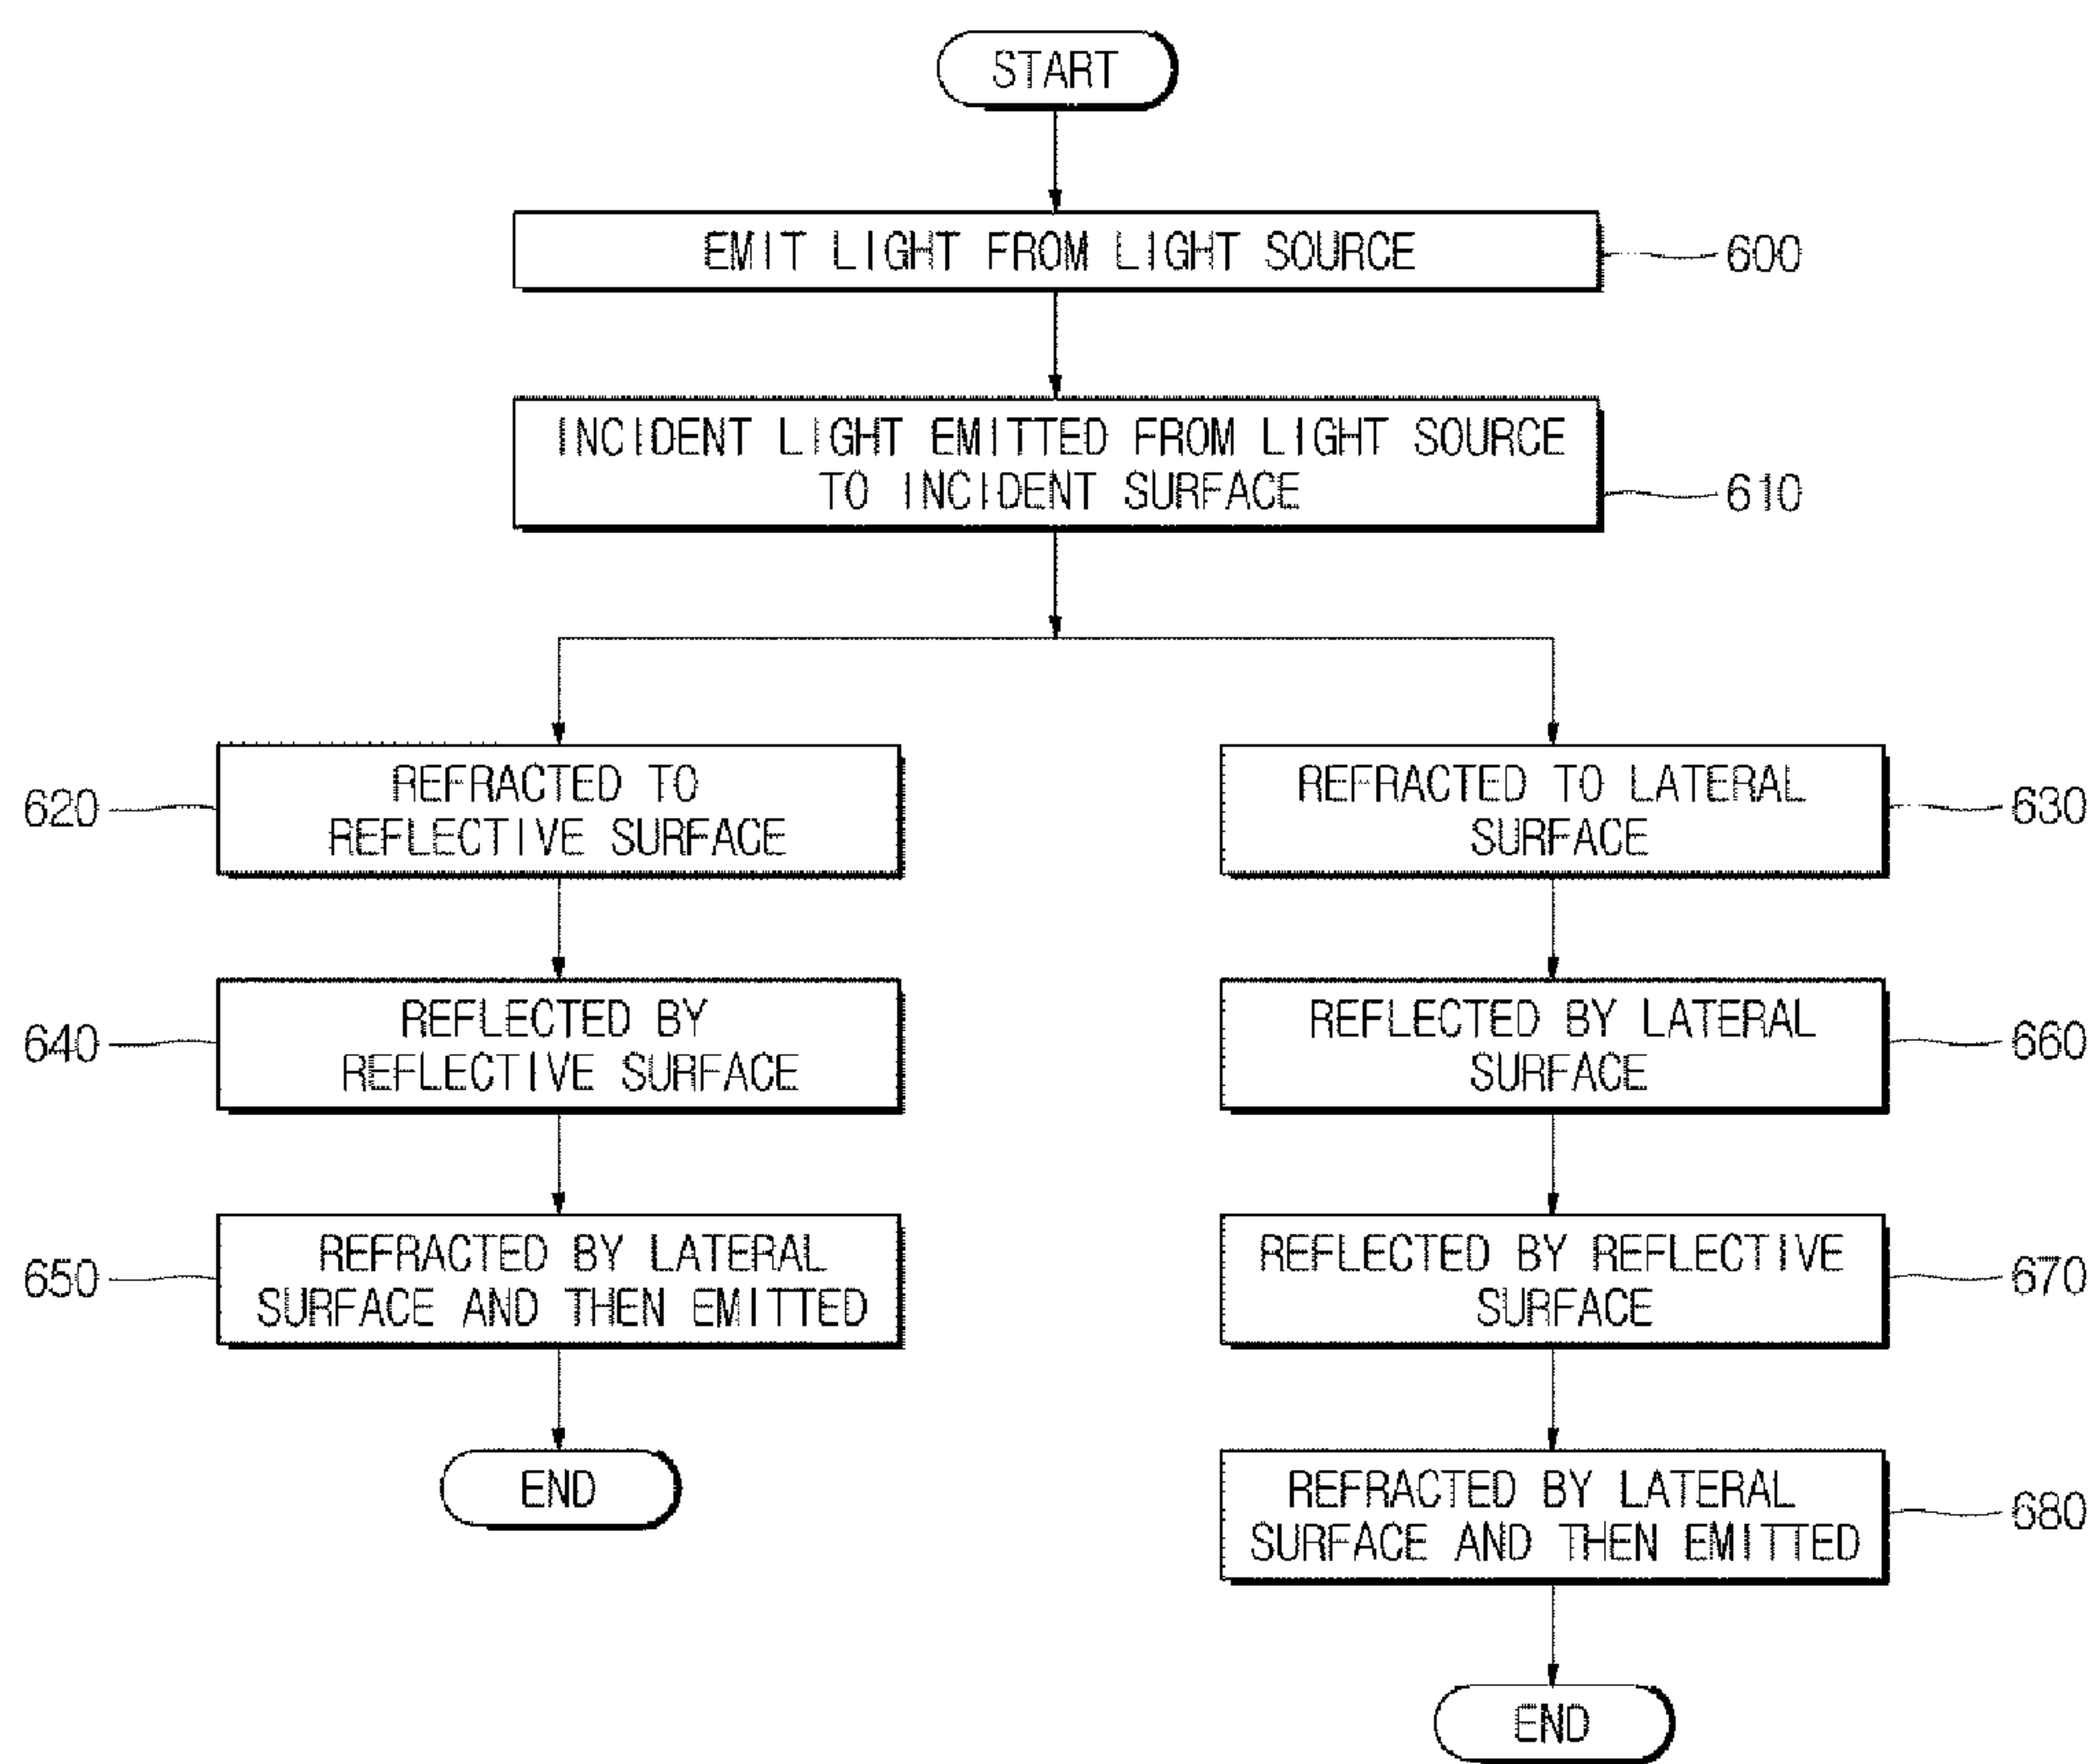 START
EMIT LIGHT FROM LIGHT SOURCE
600
INCIDENT LIGHT EMITTED FROM LIGHT SOURCE
TO INCIDENT SURFACE
610
620
REFRACTED TO
REFLECTIVE SURFACE
REFRACTED TO LATERAL
SURFACE
630
640
REFLECTED BY
REFLECTIVE SURFACE
REFLECTED BY LATERAL
SURFACE
660
650
REFRACTED BY LATERAL
SURFACE AND THEN EMITTED
REFLECTED BY REFLECTIVE
SURFACE
670
END
REFRACTED BY LATERAL
SURFACE AND THEN EMITTED
680
END